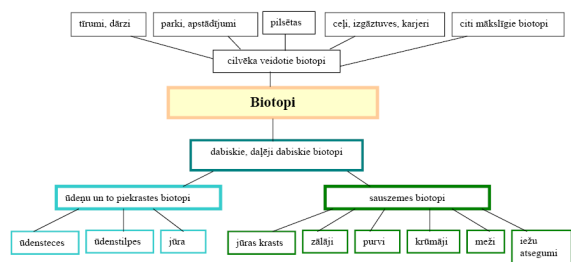 tīrumi, dārzi
parki, apstādījumi
pilsētas
ceļi, izgāztuves, karjeri
citi mākslīgie biotopi
cilvēka veidotie biotopi
Biotopi
dabiskie, daļēji dabiskie biotopi
ūdeņu un to piekrastes biotopi
sauszemes biotopi
ūdensteces
ūdenstilpes
jūra
jūras krasts
zālāji
purvi
krūmāji
meži
iežu
atsegumi